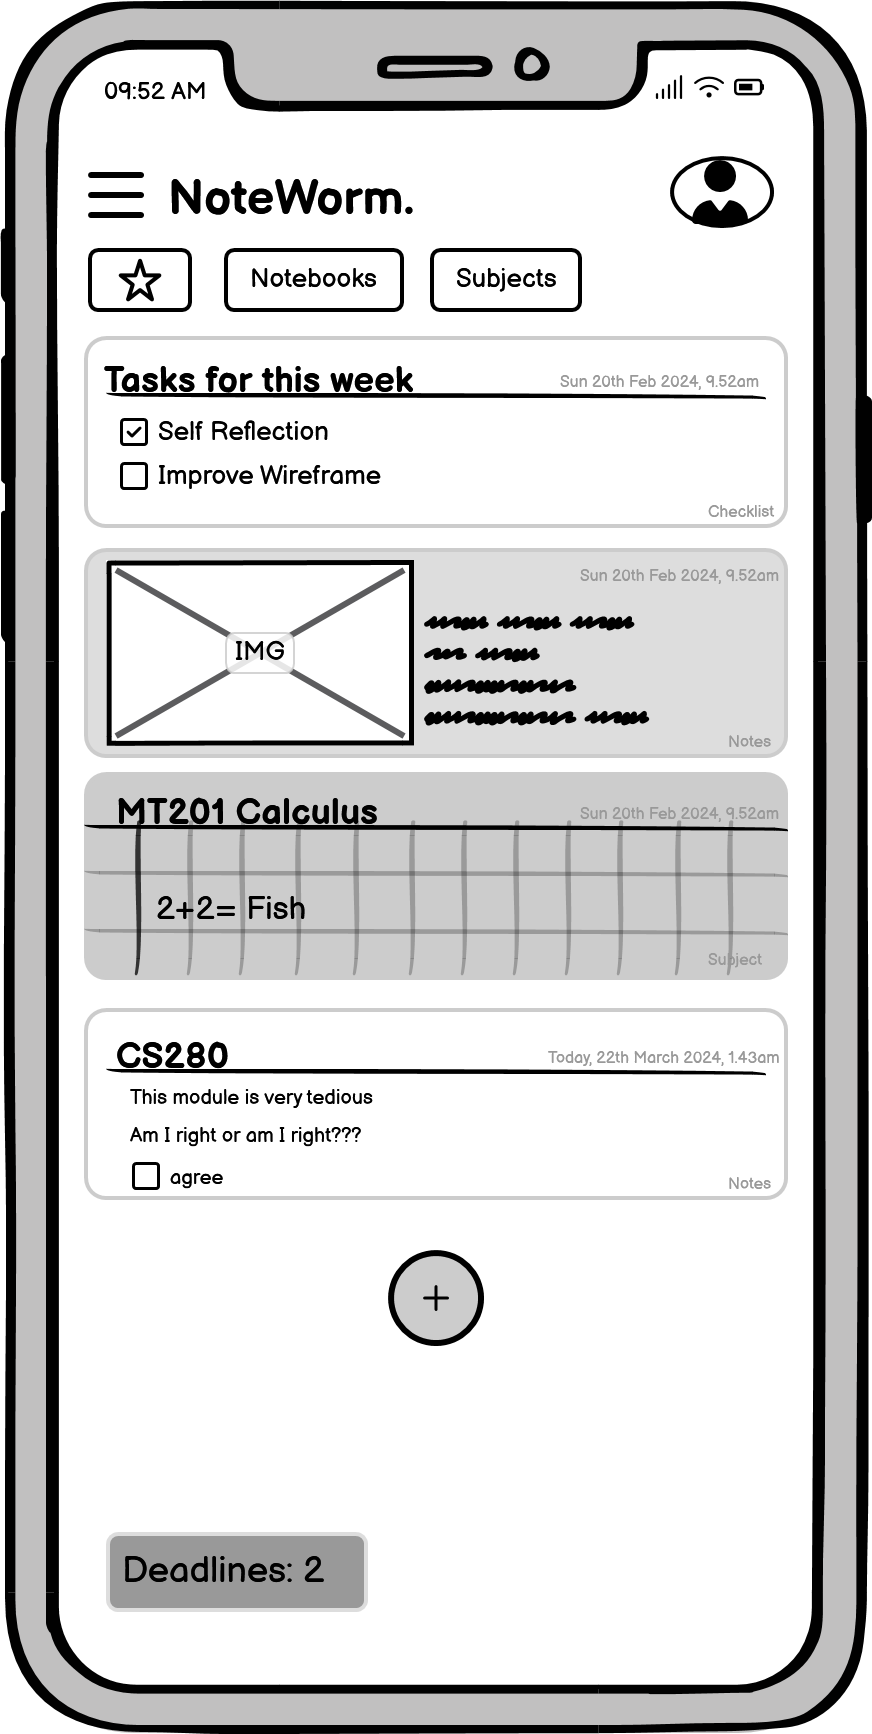 09:52 AM
NoteWorm.
Notebooks
Subjects
Tasks for this week
Sun 20th Feb 2024, 9.52am
Self Reflection
Improve Wireframe
Checklist
Sun 20th Feb 2024, 9.52am
IMG
Notes
MT201 Calculus
Sun 20th Feb 2024, 9.52am
2+2= Fish
Subject
CS280
Today, 22th March 2024, 1.43am
This module is very tedious
Am I right or am I right???
agree
Notes
+
Deadlines: 2